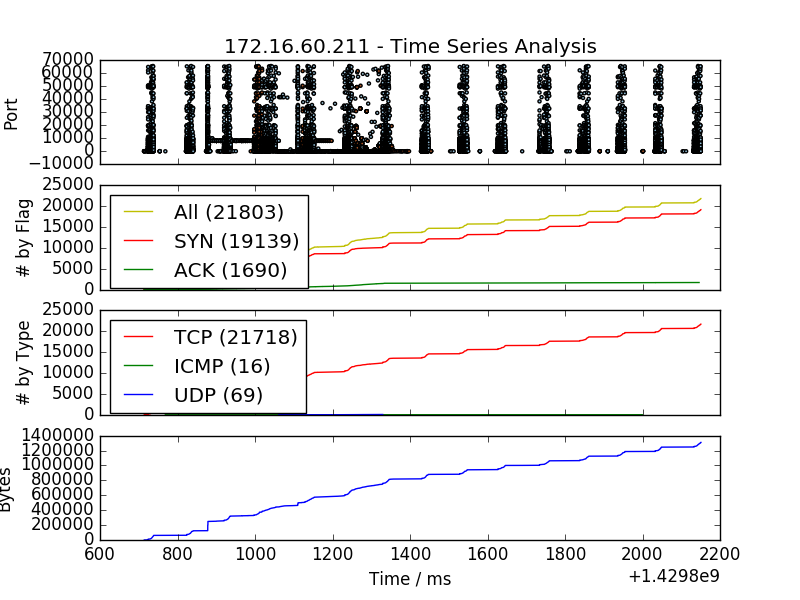 172.16.60.211 - Time Series Analysis
70000
60000
50000
40000
30000
20000
10000
0
−10000
Port
25000
20000
15000
10000
5000
0
# by Flag
All (21803)
SYN (19139)
ACK (1690)
25000
20000
15000
10000
5000
0
# by Type
TCP (21718)
ICMP (16)
UDP (69)
1400000
1200000
1000000
800000
600000
400000
200000
0
Bytes
600 800 1000 1200 1400 1600 1800 2000 2200
Time / ms
+1.4298e9